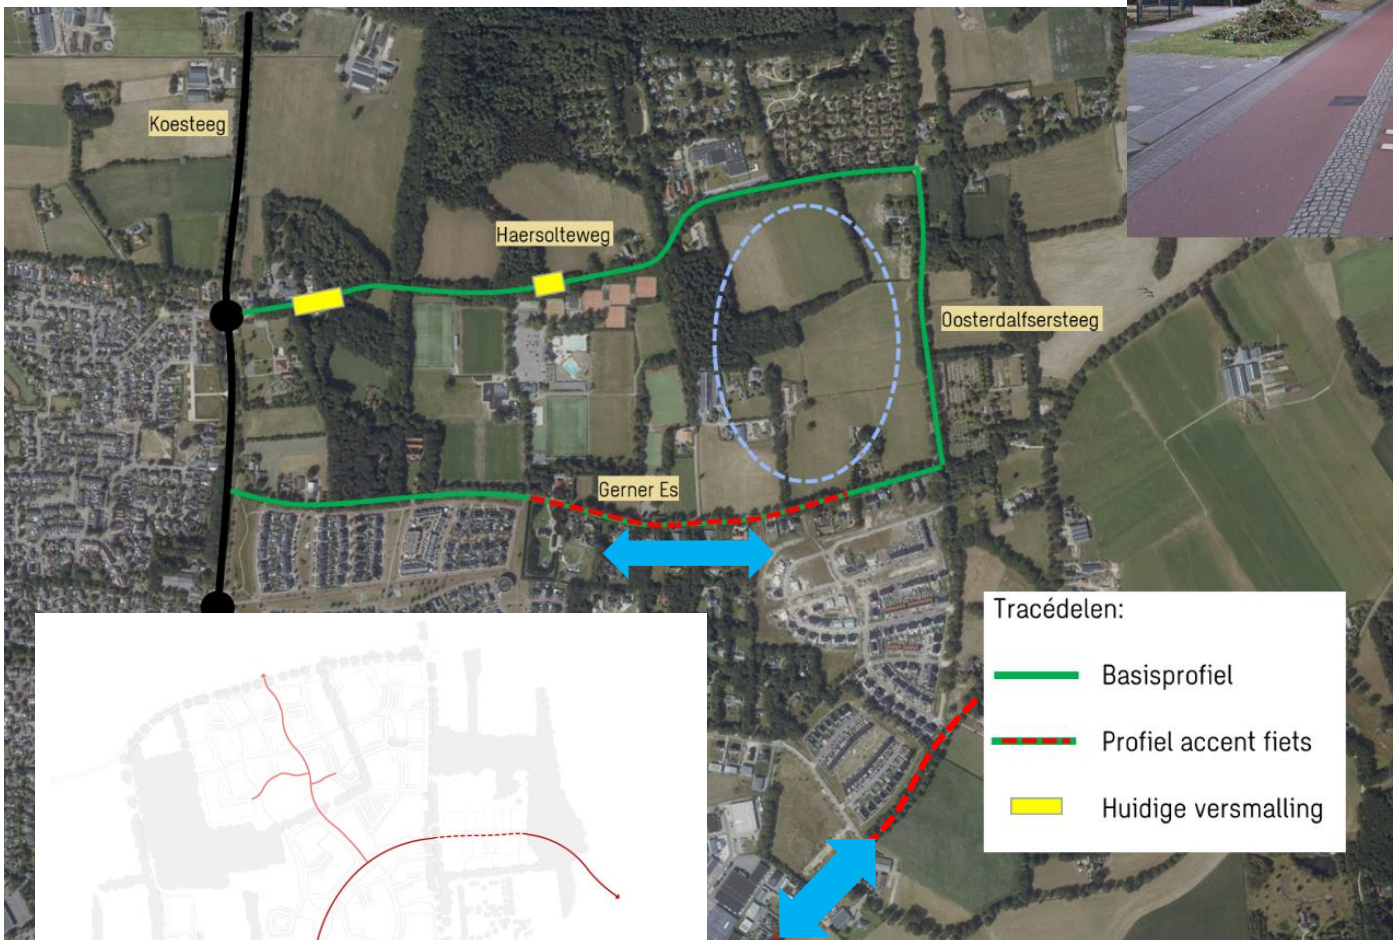 Koesteeg
Haersolteweg
Oosterdalfsersteeg
Gerner Es
Tracédelen:
Basisprofiel
Profiel accent fiets
Huidige versmalling